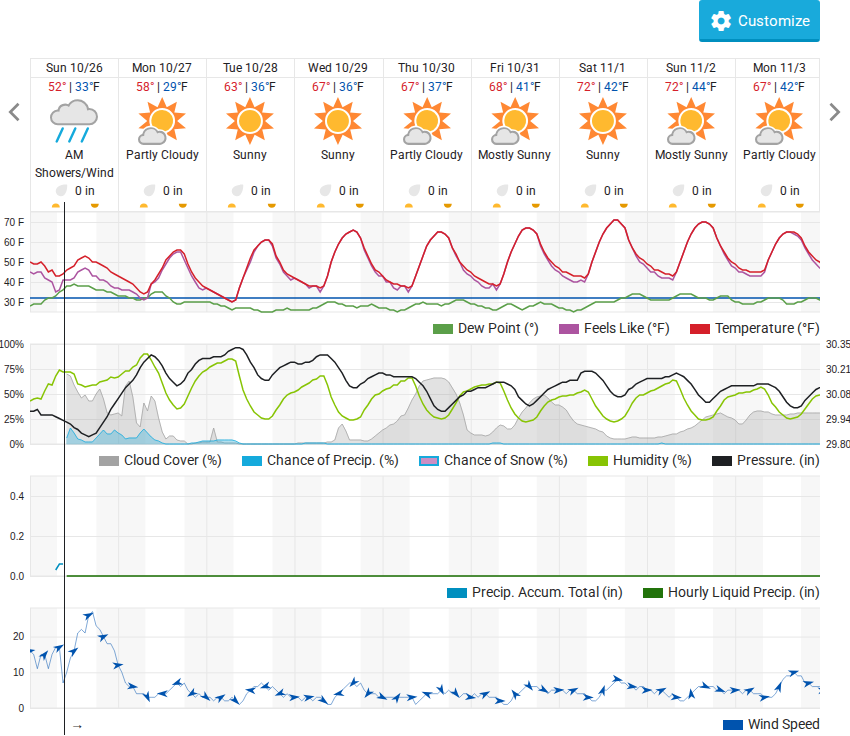 Customize
Sun 10/26 Mon 10/27 Tue 10/28 Wed 10/29 Thu 10/30 Fri 10/31 Sat 11/1 Sun 11/2 Mon 11/3
52° | 33°F 58° | 29°F 63° | 36°F 67° | 36°F 67° | 37°F 68° | 41°F 72° | 42°F 72° | 44°F 67° | 42°F
AM Showers/Wind Partly Cloudy Sunny Sunny Partly Cloudy Mostly Sunny Sunny Mostly Sunny Partly Cloudy
0 in 0 in 0 in 0 in 0 in 0 in 0 in 0 in 0 in
70 F
60 F
50 F
40 F
30 F
Dew Point (°) Feels Like (°F) Temperature (°F)
100% 30.35
75% 30.21
50% 30.08
25% 29.94
0% 29.80
Cloud Cover (%) Chance of Precip. (%) Chance of Snow (%) Humidity (%) Pressure. (in)
0.4
0.2
0.0
Precip. Accum. Total (in) Hourly Liquid Precip. (in)
20
10
0
→
Wind Speed